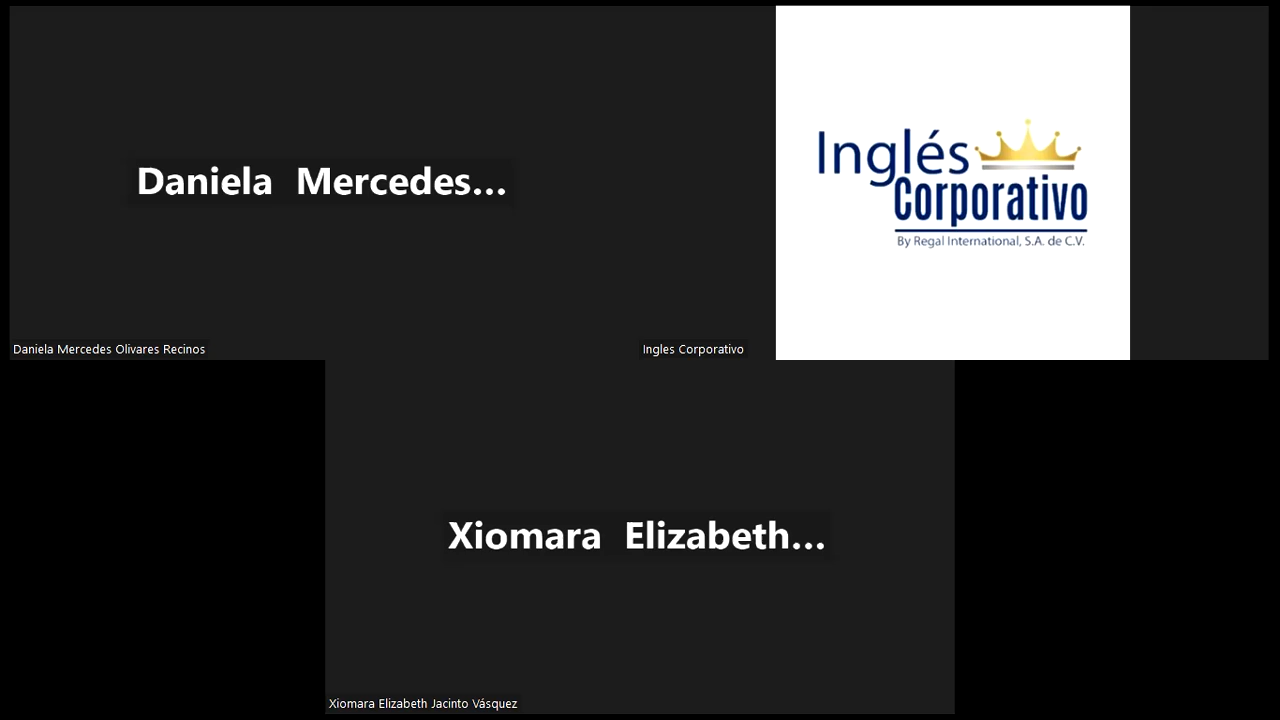 Daniela Mercedes...
Inglés
Corporativo
By Regal International, S.A. de C.V.
Daniela Mercedes Olivares Recinos
Ingles Corporativo
Xiomara Elizabeth...
Xiomara Elizabeth Jacinto Vásquez